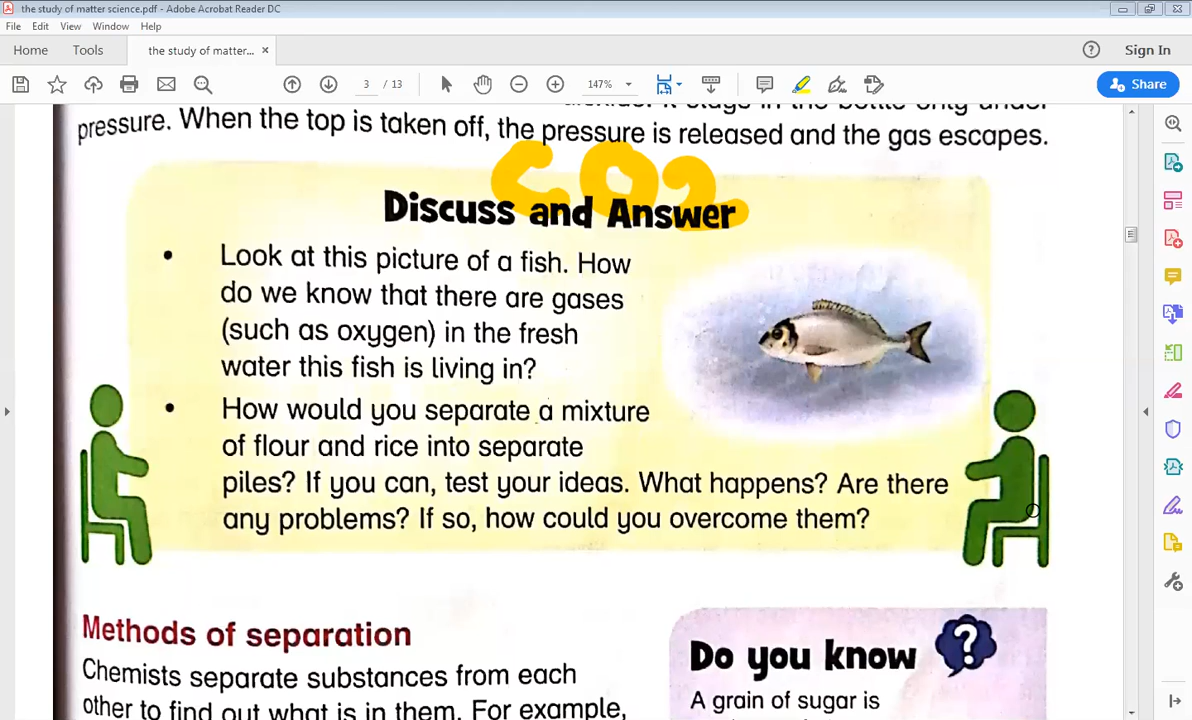 the study of matter science.pdf - Adobe Acrobat Reader DC
File Edit View Window Help
Home Tools the study of matter... × Sign In
3 / 13 147% Share
pressure. When the top is taken off, the pressure is released and the gas escapes.
CO2
Discuss and Answer
• Look at this picture of a fish. How
do we know that there are gases
(such as oxygen) in the fresh
water this fish is living in?
• How would you separate a mixture
of flour and rice into separate
piles? If you can, test your ideas. What happens? Are there
any problems? If so, how could you overcome them?
Methods of separation
Chemists separate substances from each
other to find out what is in them. For example,
Do you know ?
A grain of sugar is